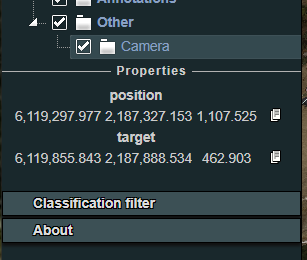 Annotations
Other
Camera
Properties
position
6,119,297.977 2,187,327.153 1,107.525
target
6,119,855.843 2,187,888.534 462.903
Classification filter
About